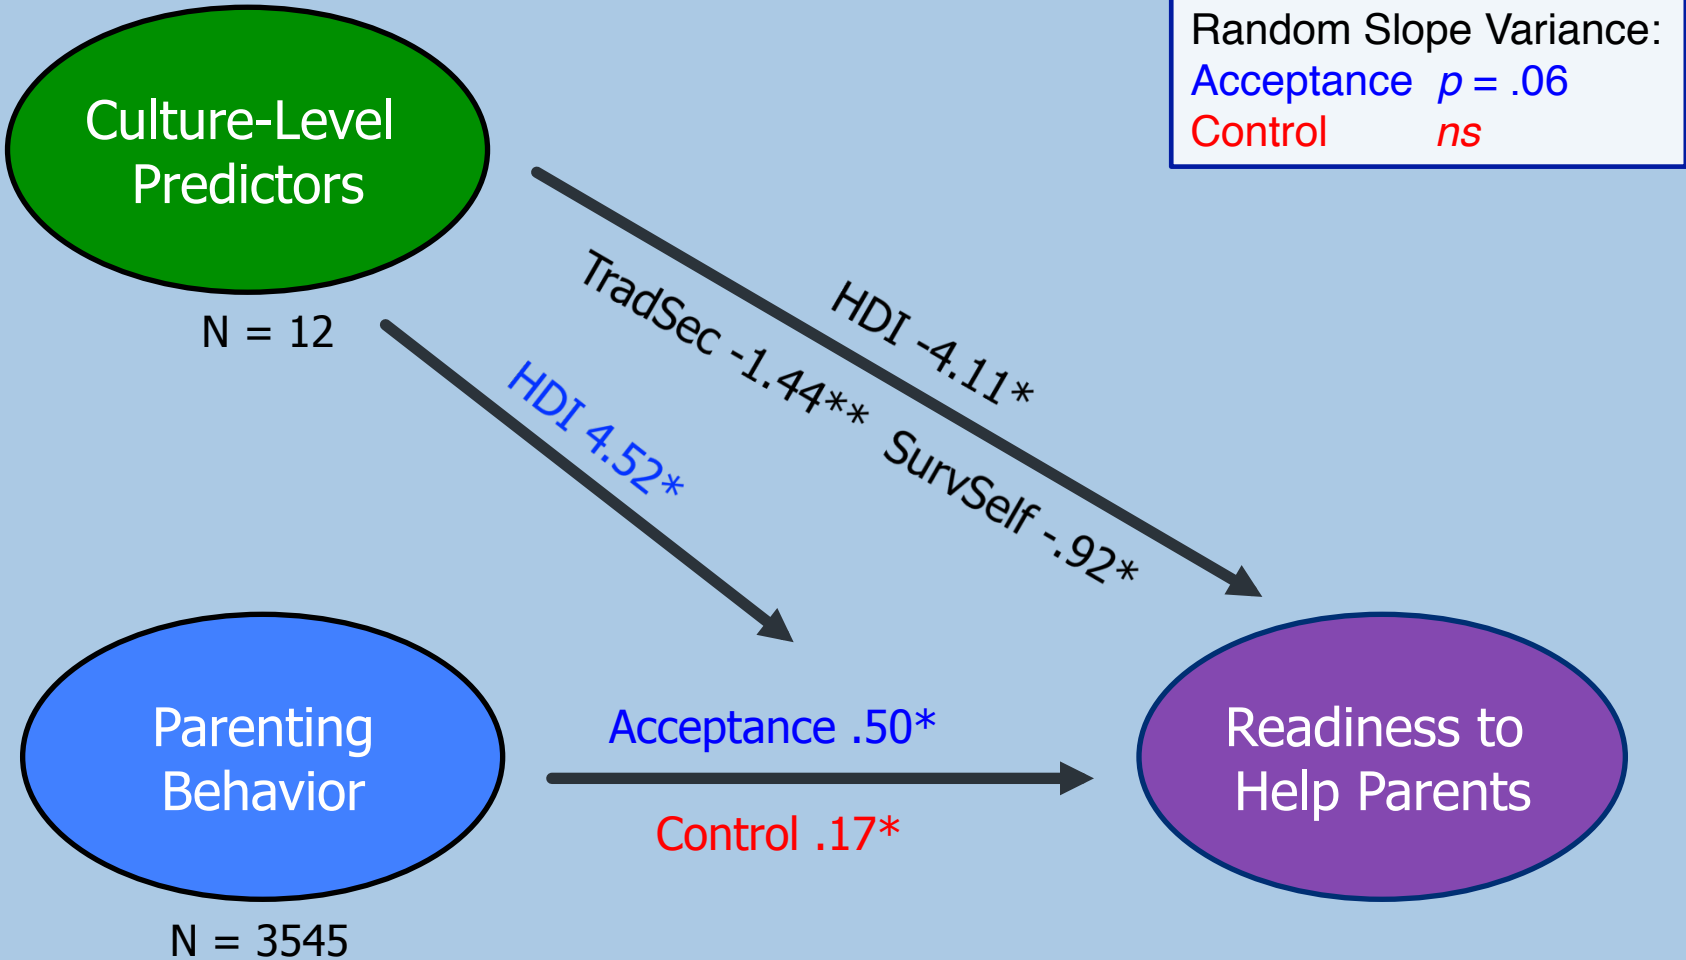 Random Slope Variance:
Acceptance p = .06
Control ns
Culture-Level
Predictors
N = 12
HDI -4.11*
TradSec -1.44** SurvSelf -.92*
HDI 4.52*
Parenting
Behavior
N = 3545
Acceptance .50*
Control .17*
Readiness to
Help Parents